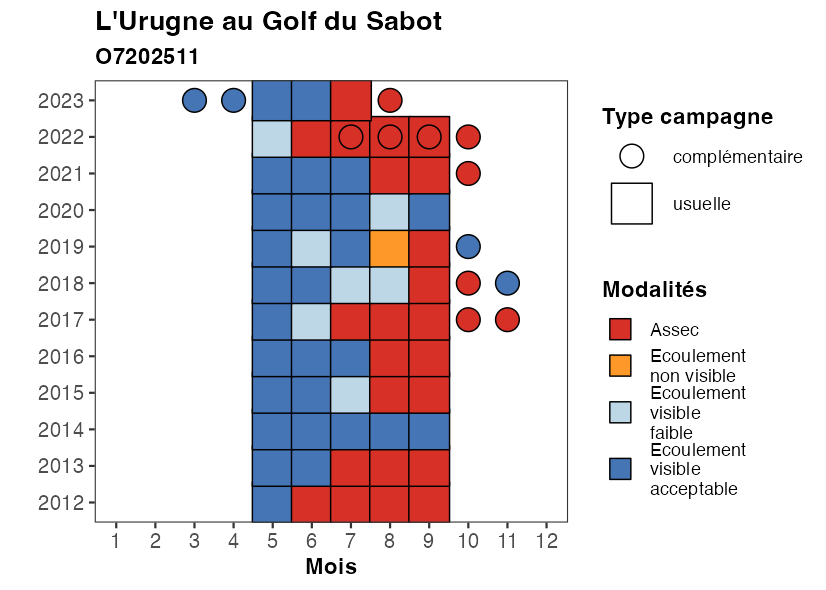 L'Urugne au Golf du Sabot
O7202511
2023
2022
2021
2020
2019
2018
2017
2016
2015
2014
2013
2012
1 2 3 4 5 6 7 8 9 10 11 12
Mois
Type campagne
complémentaire
usuelle
Modalités
Assec
Ecoulement
non visible
Ecoulement
visible
faible
Ecoulement
visible
acceptable